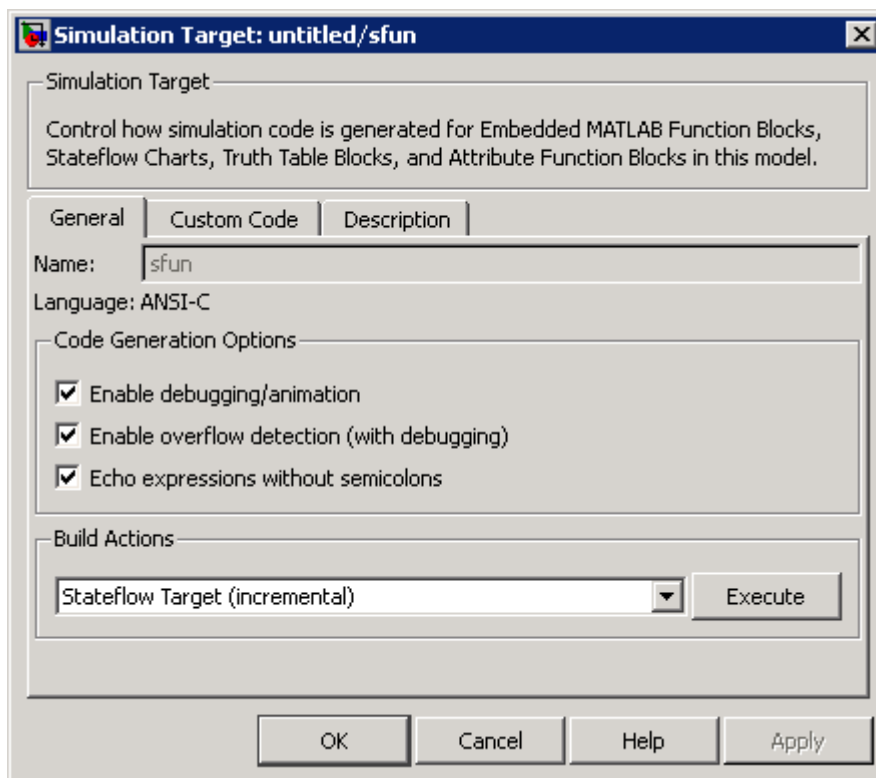 Simulation Target: untitled/sfun
Simulation Target
Control how simulation code is generated for Embedded MATLAB Function Blocks,
Stateflow Charts, Truth Table Blocks, and Attribute Function Blocks in this model.
General Custom Code Description
Name: sfun
Language: ANSI-C
Code Generation Options
Enable debugging/animation
Enable overflow detection (with debugging)
Echo expressions without semicolons
Build Actions
Stateflow Target (incremental) Execute
OK Cancel Help Apply